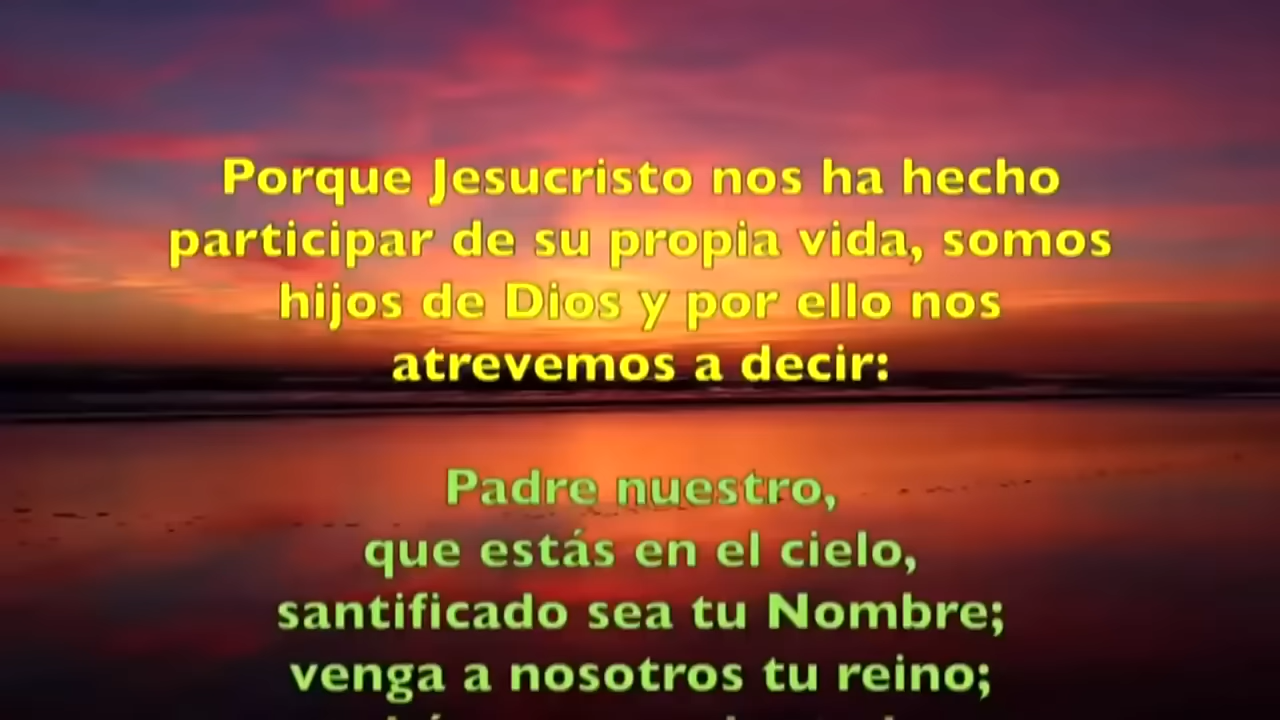 Porque Jesucristo nos ha hecho
participar de su propia vida, somos
hijos de Dios y por ello nos
atrevemos a decir:
Padre nuestro,
que estás en el cielo,
santificado sea tu Nombre;
venga a nosotros tu reino;